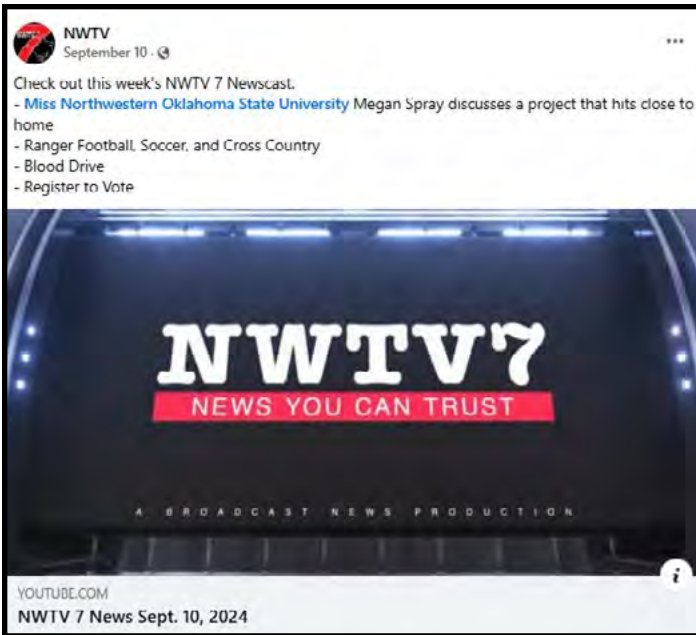 NWTV
September 10
Check out this week's NWTV 7 Newscast.
- Miss Northwestern Oklahoma State University Megan Spray discusses a project that hits close to
home
- Ranger Football, Soccer, and Cross Country
- Blood Drive
- Register to Vote
NWTV7
NEWS YOU CAN TRUST
A BROADCAST NEWS PRODUCTION
i
YOUTUBE.COM
NWTV 7 News Sept. 10, 2024